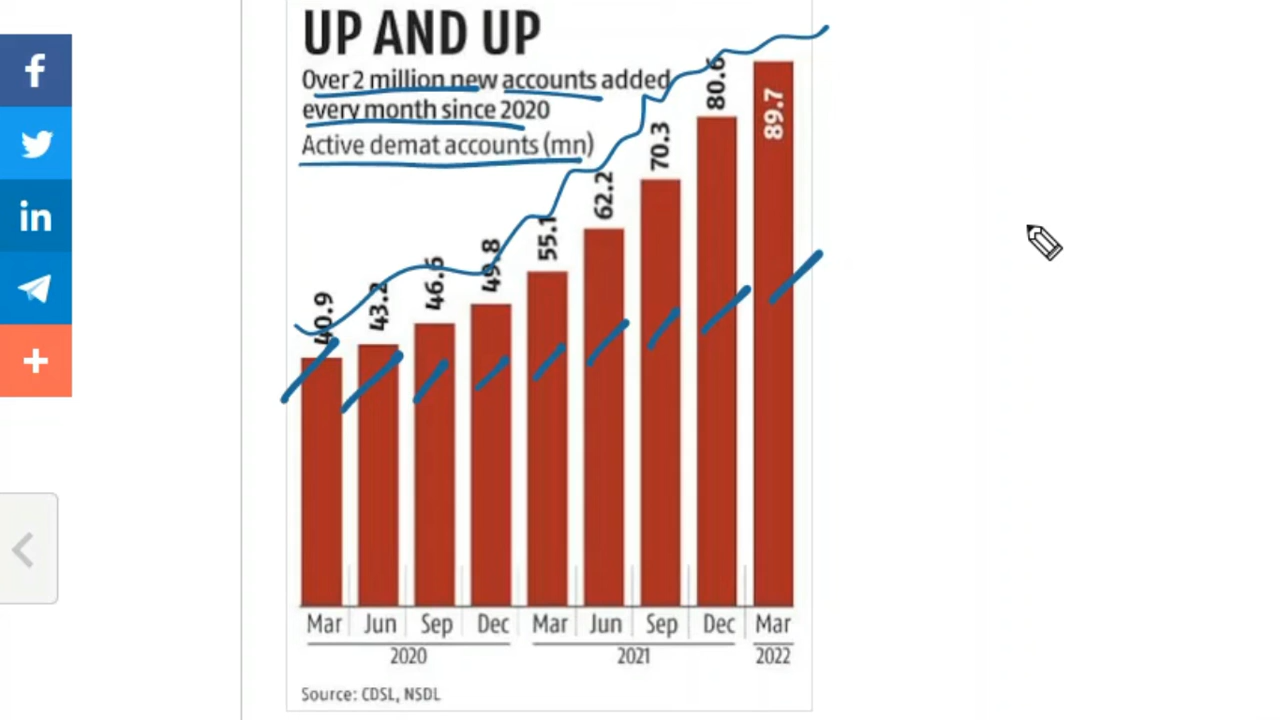 UP AND UP
Over 2 million new accounts added
every month since 2020
Active demat accounts (mn)
40.9
43.2
46.5
49.8
55.1
62.2
70.3
80.6
89.7
Mar Jun Sep Dec Mar Jun Sep Dec Mar
2020 2021 2022
Source: CDSL, NSDL